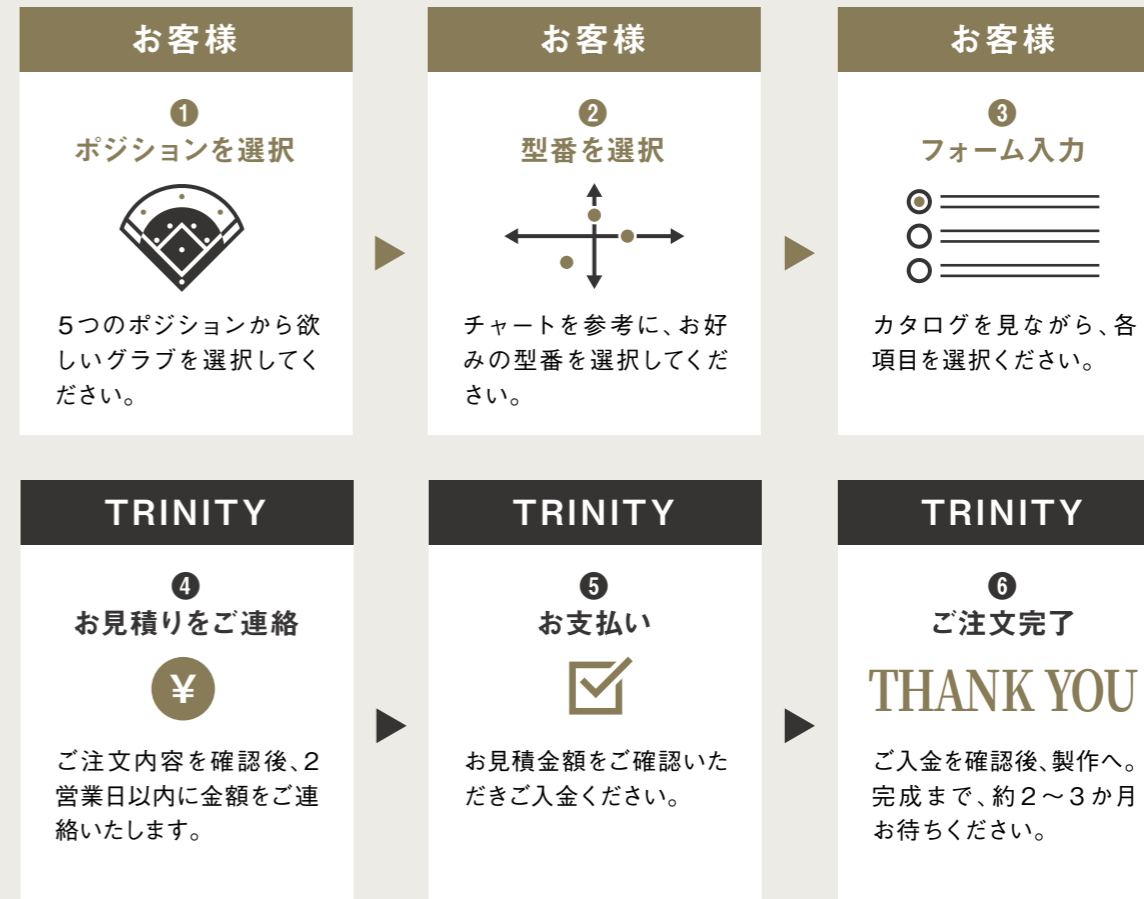 お客様
❶
ポジションを選択
5つのポジションから欲
しいグラブを選択してく
ださい。
お客様
❷
型番を選択
チャートを参考に、お好
みの型番を選択してくだ
さい。
お客様
❸
フォーム入力
カタログを見ながら、各
項目を選択ください。
TRINITY
❹
お見積りをご連絡
¥
ご注文内容を確認後、2
営業日以内に金額をご連
絡いたします。
TRINITY
❺
お支払い
お見積金額をご確認いた
だきご入金ください。
TRINITY
❻
ご注文完了
THANK YOU
ご入金を確認後、製作へ。
完成まで、約2〜3か月
お待ちください。